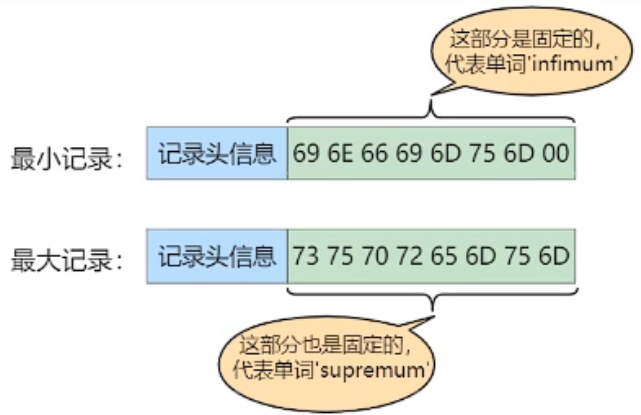 这部分是固定的,
代表单词'infimum'
最小记录:
记录头信息
69 6E 66 69 6D 75 6D 00
最大记录:
记录头信息
73 75 70 72 65 6D 75 6D
这部分也是固定的,
代表单词'supremum'